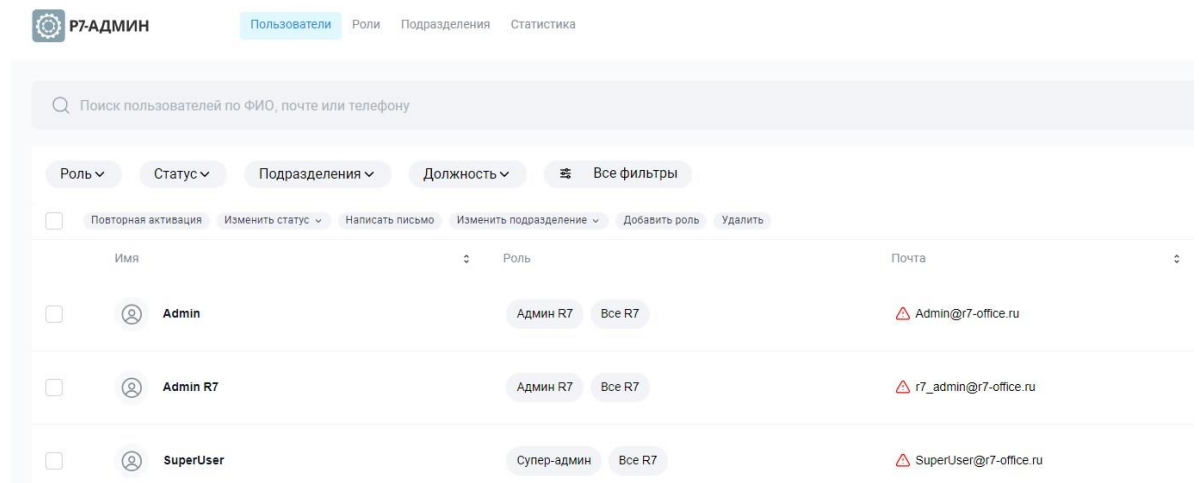 Р7-АДМИН Пользователи Роли Подразделения Статистика
Поиск пользователей по ФИО, почте или телефону
Роль Статус Подразделения Должность Все фильтры
Повторная активация Изменить статус Написать письмо Изменить подразделение Добавить роль Удалить
Имя Роль Почта
Admin Админ R7 Все R7 Admin@r7-office.ru
Admin R7 Админ R7 Все R7 r7_admin@r7-office.ru
SuperUser Супер-админ Все R7 SuperUser@r7-office.ru